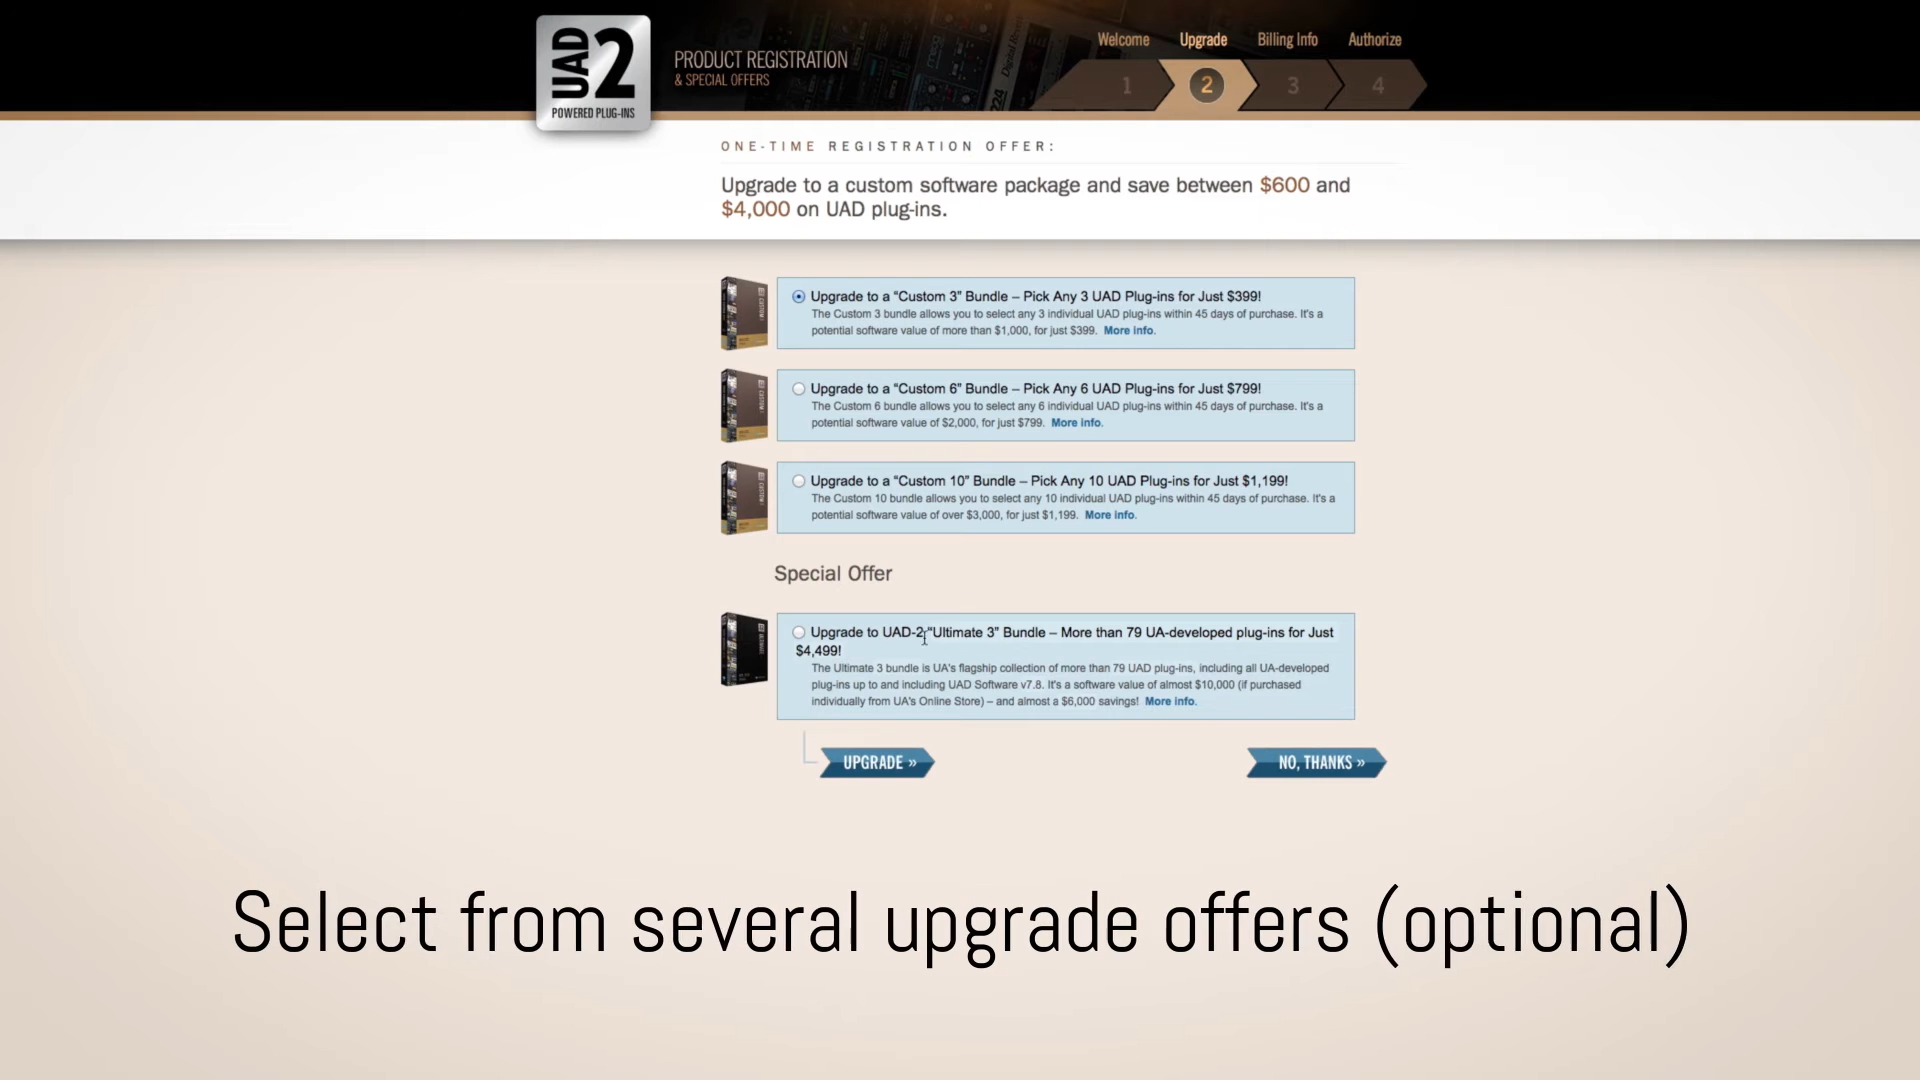 UAD 2
POWERED PLUG-INS
PRODUCT REGISTRATION
& SPECIAL OFFERS
Welcome Upgrade Billing Info Authorize
1 2 3 4
ONE-TIME REGISTRATION OFFER:
Upgrade to a custom software package and save between $600 and
$4,000 on UAD plug-ins.
Upgrade to a “Custom 3” Bundle – Pick Any 3 UAD Plug-ins for Just $399!
The Custom 3 bundle allows you to select any 3 individual UAD plug-ins within 45 days of purchase. It's a
potential software value of more than $1,000, for just $399. More info.
Upgrade to a “Custom 6” Bundle – Pick Any 6 UAD Plug-ins for Just $799!
The Custom 6 bundle allows you to select any 6 individual UAD plug-ins within 45 days of purchase. It's a
potential software value of $2,000, for just $799. More info.
Upgrade to a “Custom 10” Bundle – Pick Any 10 UAD Plug-ins for Just $1,199!
The Custom 10 bundle allows you to select any 10 individual UAD plug-ins within 45 days of purchase. It's a
potential software value of over $3,000, for just $1,199. More info.
Special Offer
Upgrade to UAD-2 “Ultimate 3” Bundle – More than 79 UA-developed plug-ins for Just
$4,499!
The Ultimate 3 bundle is UA's flagship collection of more than 79 UAD plug-ins, including all UA-developed
plug-ins up to and including UAD Software v7.8. It's a software value of almost $10,000 (if purchased
individually from UA's Online Store) – and almost a $6,000 savings! More info.
UPGRADE » NO, THANKS »
Select from several upgrade offers (optional)